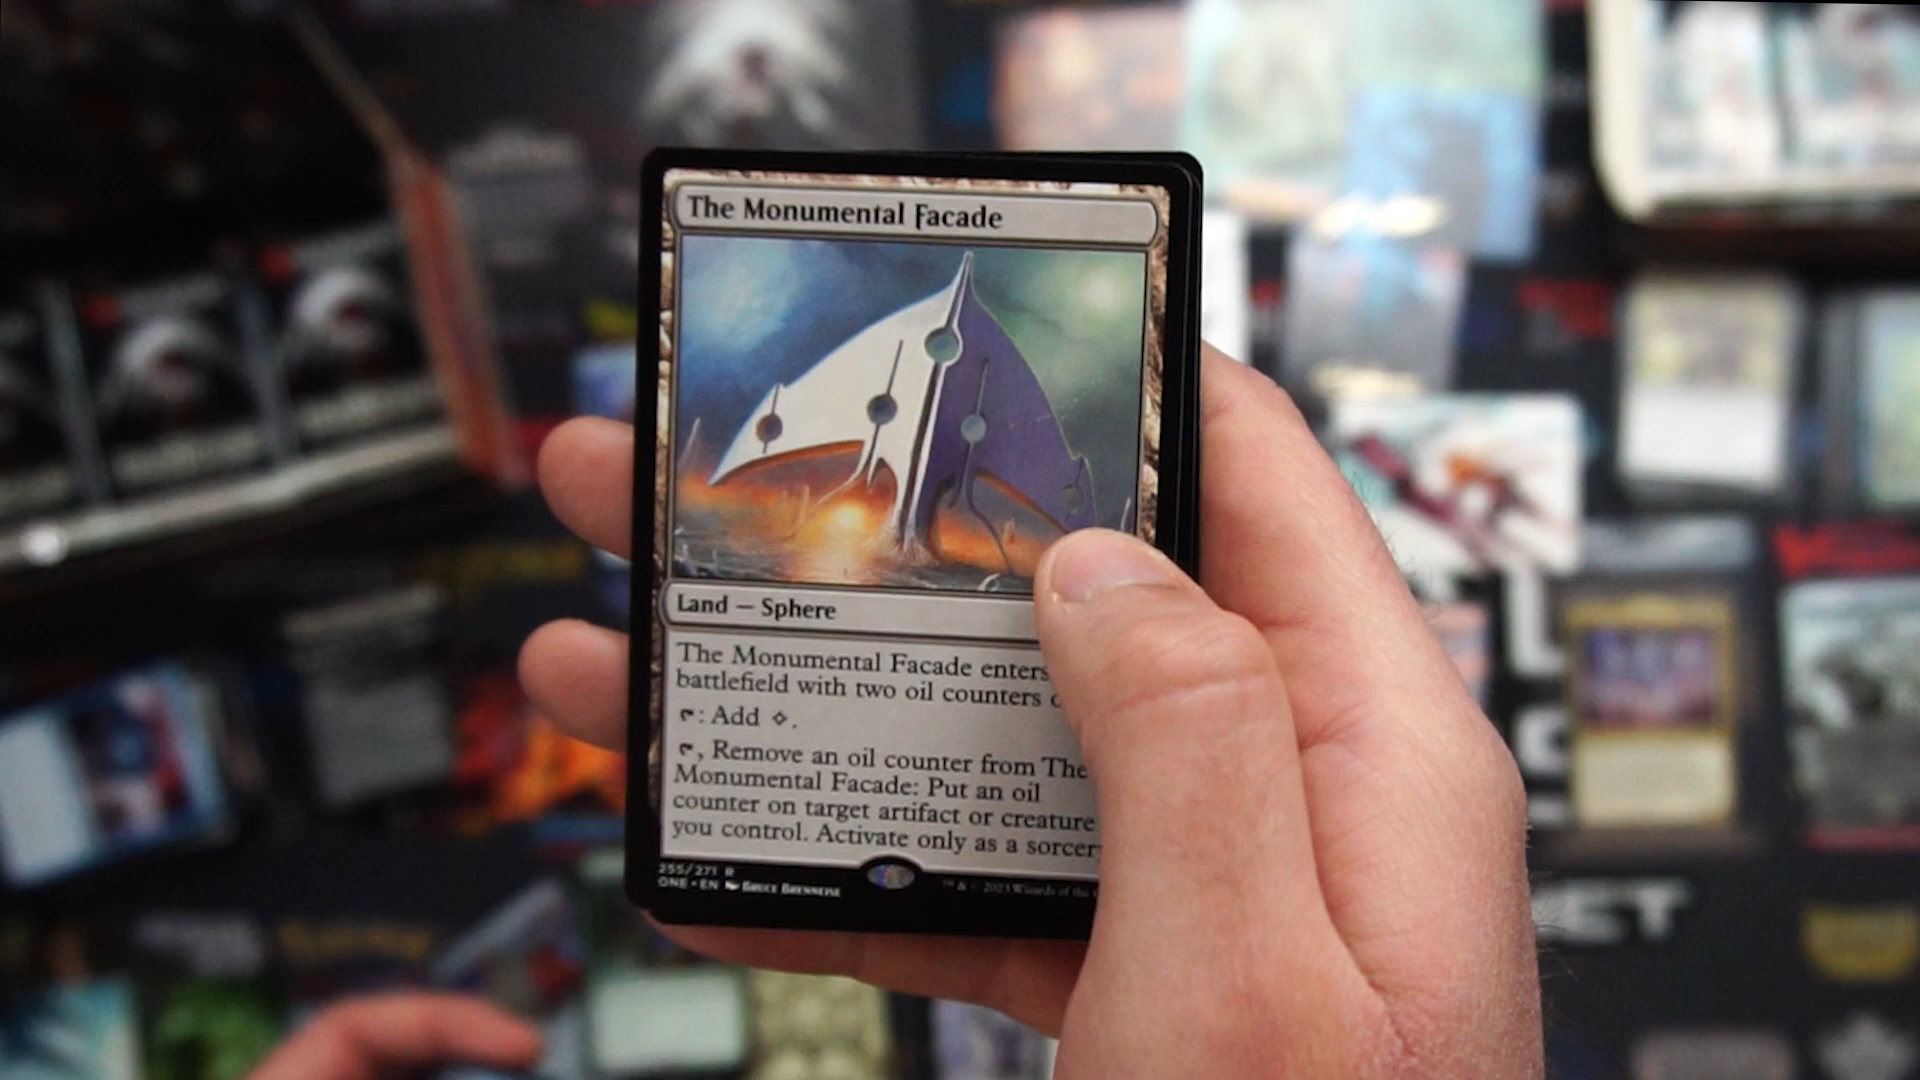 The Monumental Facade
Land — Sphere
The Monumental Facade enters
battlefield with two oil counters
: Add
, Remove an oil counter from The
Monumental Facade: Put an oil
counter on target artifact or creature
you control. Activate only as a sorcer
255/271 R
ONE • EN Bruce Brenneise
™ & © 2023 Wizards of the